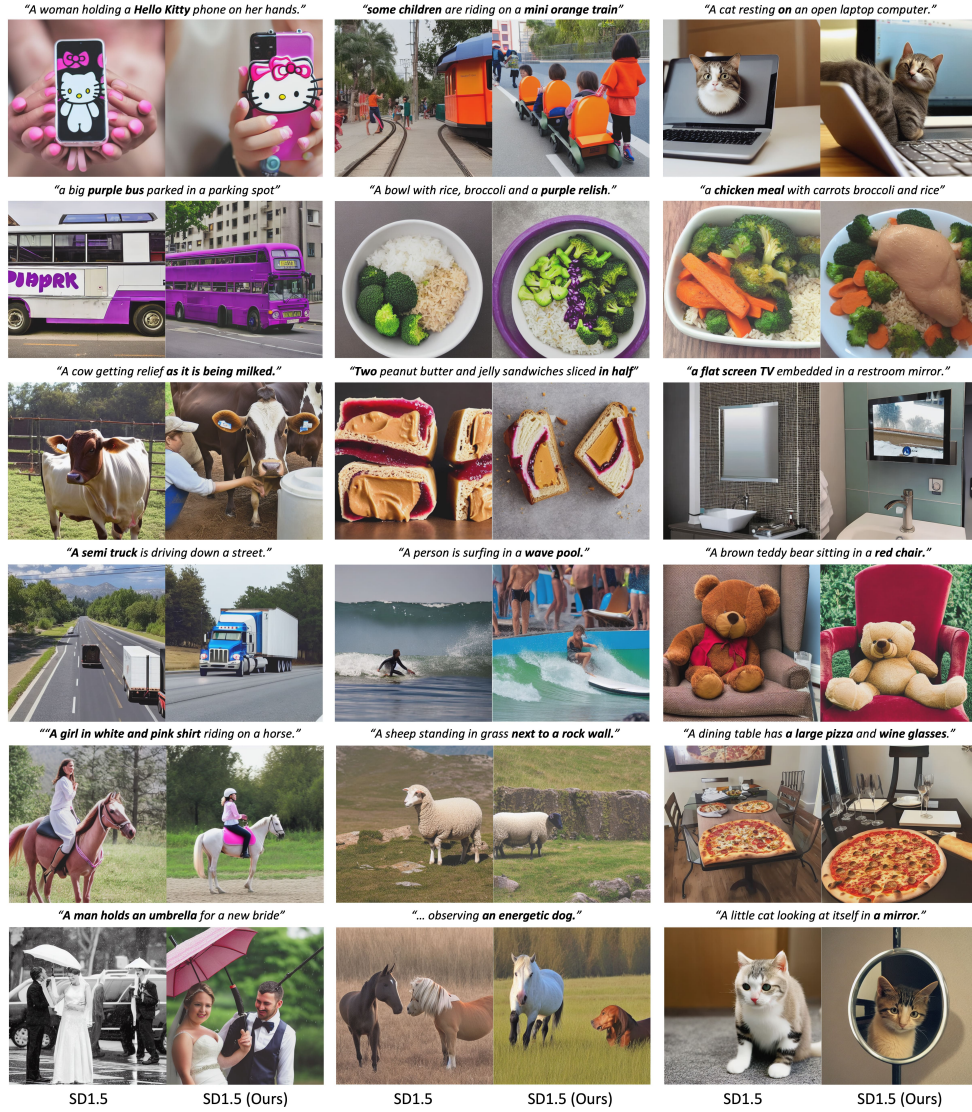 "A woman holding a Hello Kitty phone on her hands."
"some children are riding on a mini orange train"
"A cat resting on an open laptop computer."
"a big purple bus parked in a parking spot"
"A bowl with rice, broccoli and a purple relish."
"a chicken meal with carrots broccoli and rice"
"A cow getting relief as it is being milked."
"Two peanut butter and jelly sandwiches sliced in half"
"a flat screen TV embedded in a restroom mirror."
"A semi truck is driving down a street."
"A person is surfing in a wave pool."
"A brown teddy bear sitting in a red chair."
""A girl in white and pink shirt riding on a horse."
"A sheep standing in grass next to a rock wall."
"A dining table has a large pizza and wine glasses."
"A man holds an umbrella for a new bride"
"... observing an energetic dog."
"A little cat looking at itself in a mirror."
SD1.5 SD1.5 (Ours) SD1.5 SD1.5 (Ours) SD1.5 SD1.5 (Ours)